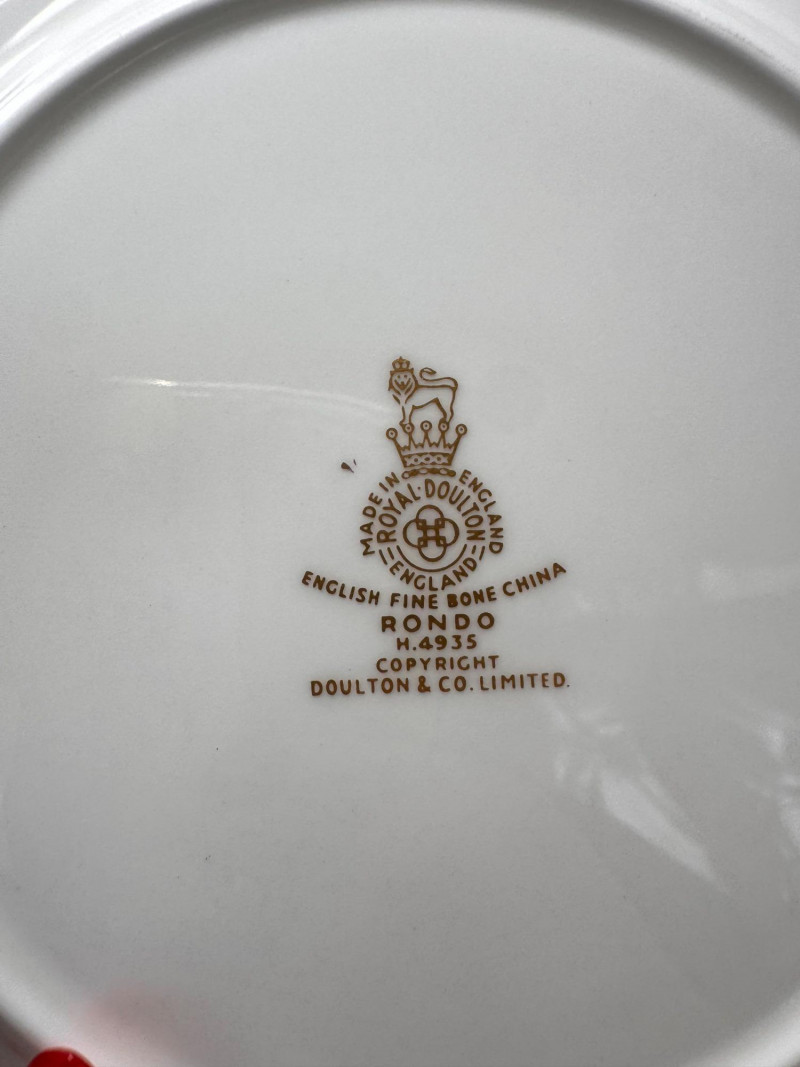 MADE IN ENGLAND
ROYAL·DOULTON
ENGLAND
ENGLISH FINE BONE CHINA
RONDO
H.4935
COPYRIGHT
DOULTON & CO. LIMITED.